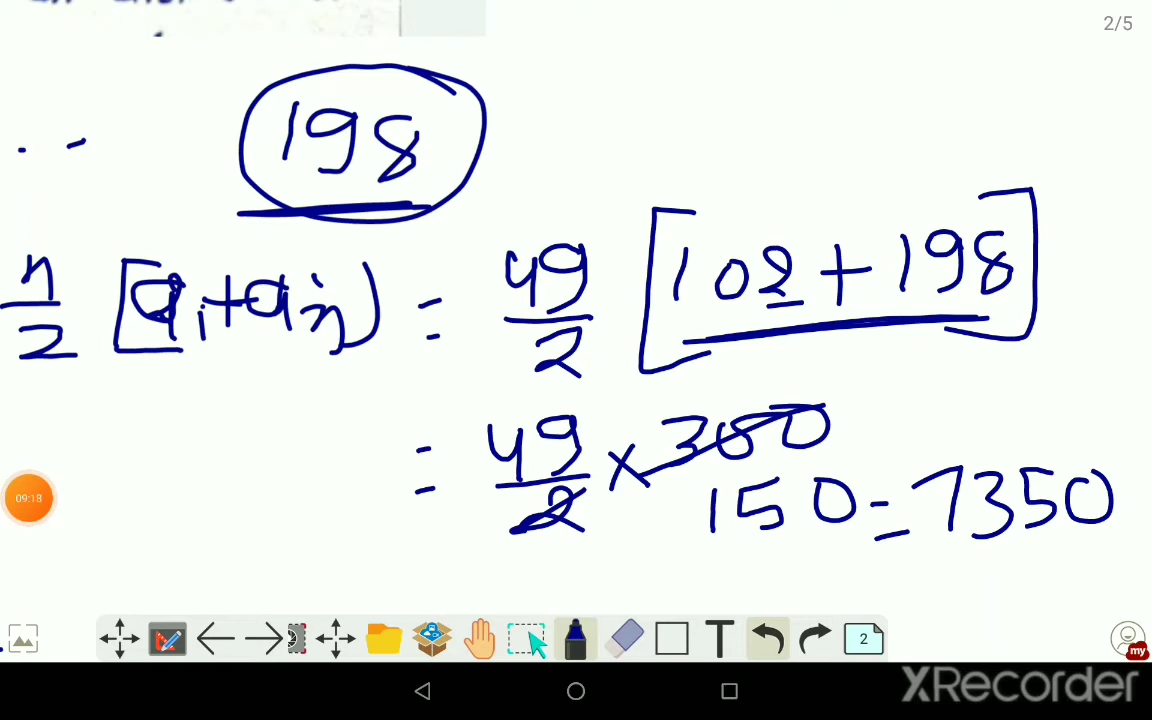 2/5
.. 198
n/2 [a₁+aₙ) = 49/2 [102 + 198]
= 49/2 × 300
150 = 7350
09:18
2
my
XRecorder